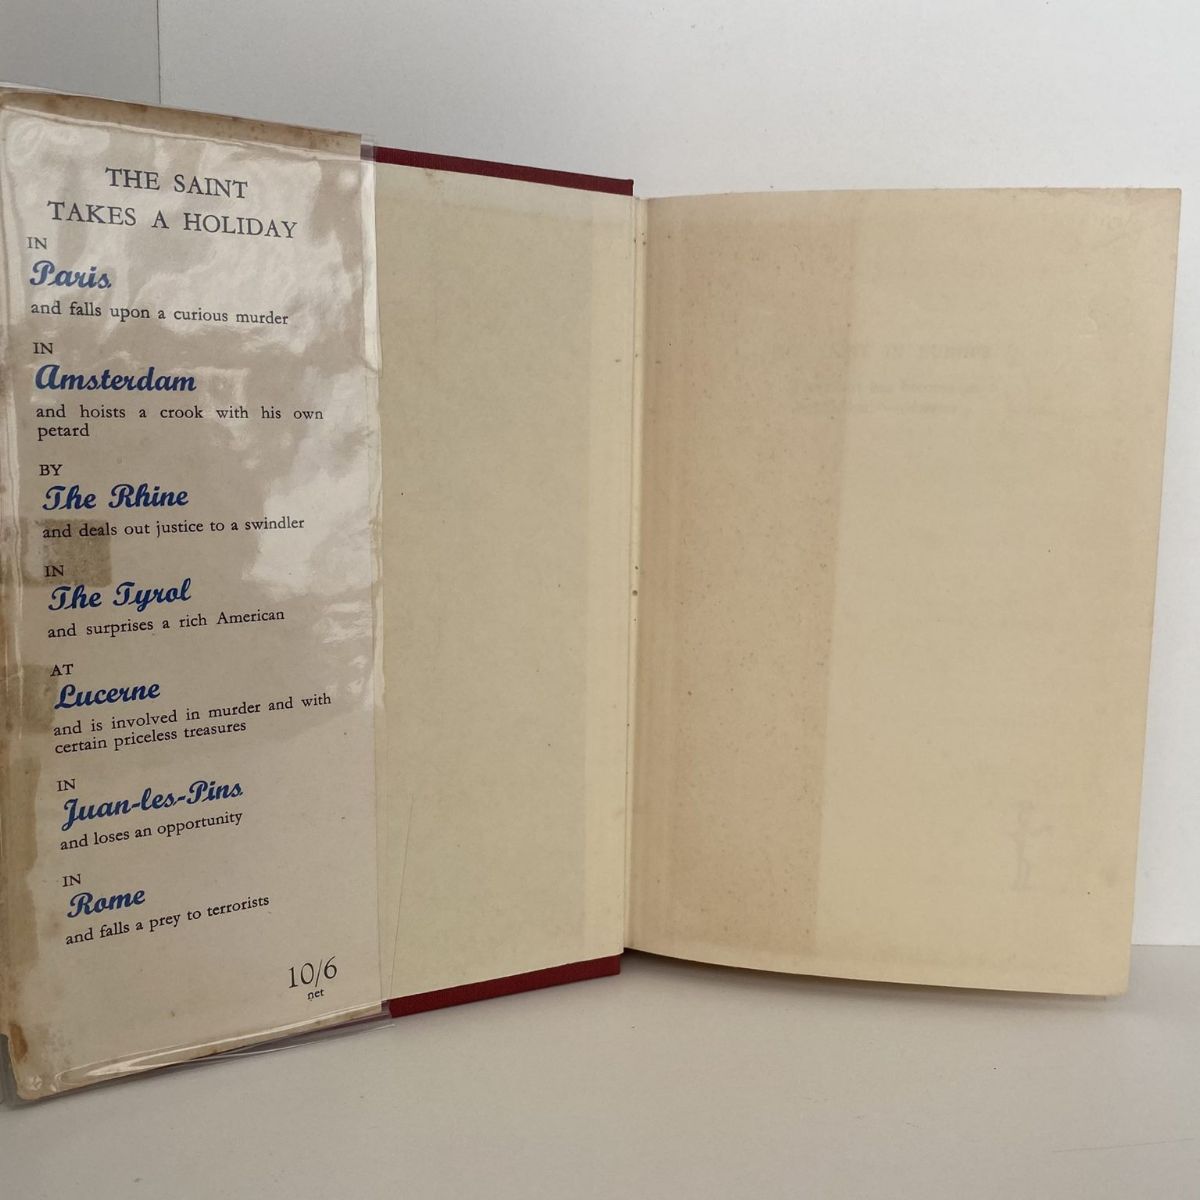 THE SAINT
TAKES A HOLIDAY
IN
Paris
and falls upon a curious murder
IN
Amsterdam
and hoists a crook with his own
petard
BY
The Rhine
and deals out justice to a swindler
IN
The Tyrol
and surprises a rich American
AT
Lucerne
and is involved in murder and with
certain priceless treasures
IN
Juan-les-Pins
and loses an opportunity
IN
Rome
and falls a prey to terrorists
10/6
net